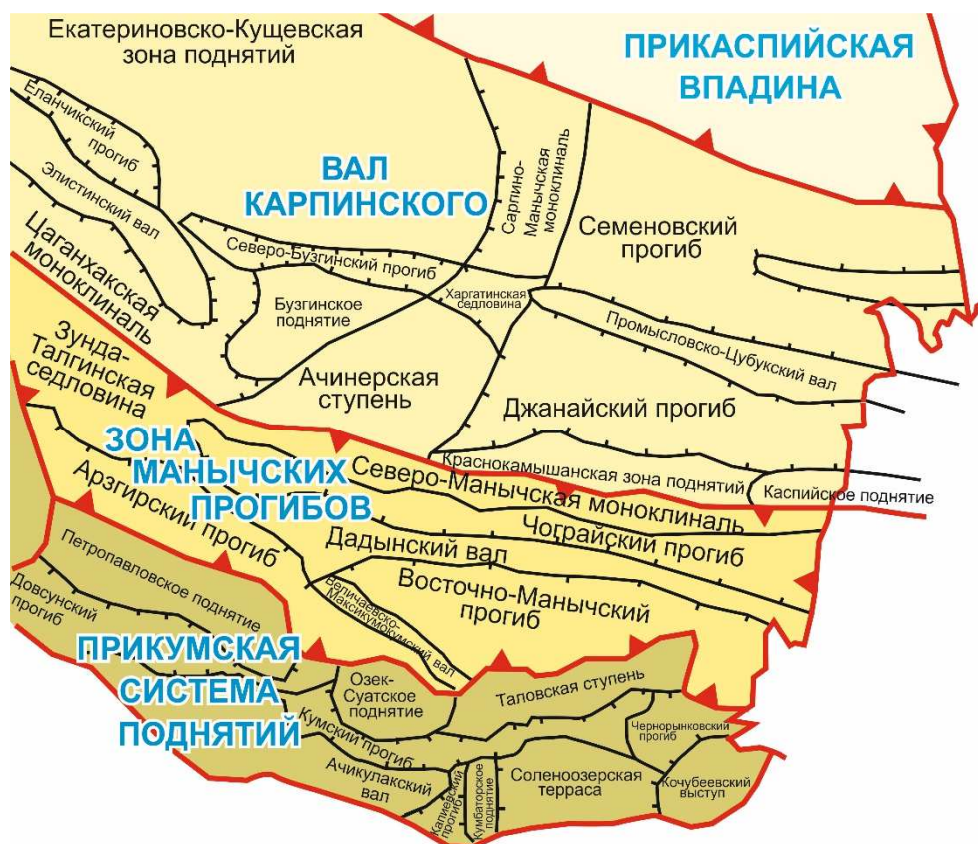 Екатериновско-Кущевская
зона поднятий
ПРИКАСПИЙСКАЯ
ВПАДИНА
Еланчикский
прогиб
ВАЛ
КАРПИНСКОГО
Сарпино-
Манычская
моноклиналь
Элистинский вал
Семеновский
прогиб
Цаганхакская
моноклиналь
Северо-Бузгинский прогиб
Харгатинская
седловина
Бузгинское
поднятие
Промысловско-Цубукский вал
Зунда-
Талгинская
седловина
Ачинерская
ступень
Джанайский прогиб
ЗОНА
МАНЫЧСКИХ
ПРОГИБОВ
Краснокамышанская зона поднятий
Каспийское поднятие
Северо-Манычская моноклиналь
Арзгирский прогиб
Чограйский прогиб
Дадынский вал
Восточно-Манычский
прогиб
Петропавловское поднятие
Величаевско-
Максимокумский вал
Довсунский
прогиб
ПРИКУМСКАЯ
СИСТЕМА
ПОДНЯТИЙ
Озек-
Суатское
поднятие
Таловская ступень
Кумский прогиб
Чернорынковский
прогиб
Ачикулакский
вал
Капиевский
прогиб
Кумбаторское
поднятие
Соленоозерская
терраса
Кочубеевский
выступ